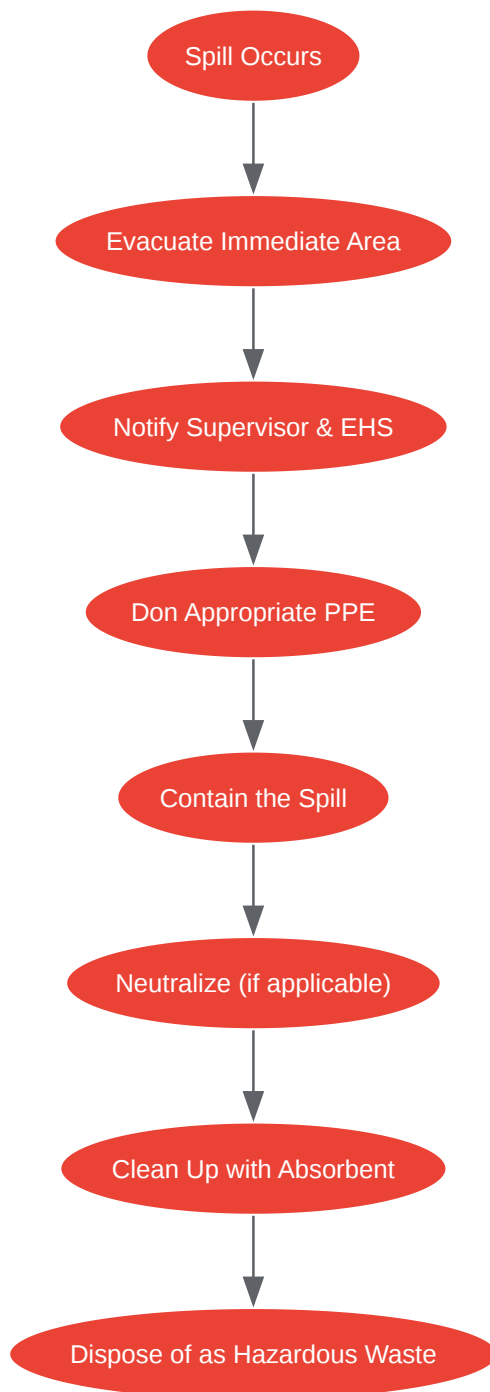 Spill Occurs
Evacuate Immediate Area
Notify Supervisor & EHS
Don Appropriate PPE
Contain the Spill
Neutralize (if applicable)
Clean Up with Absorbent
Dispose of as Hazardous Waste